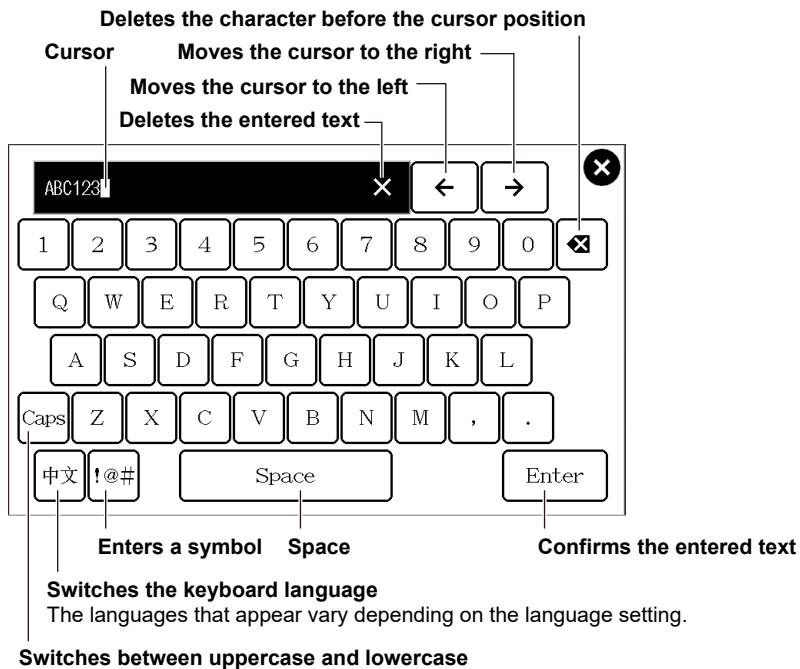 Deletes the character before the cursor position
Cursor Moves the cursor to the right
Moves the cursor to the left
Deletes the entered text
ABC123
1 2 3 4 5 6 7 8 9 0
Q W E R T Y U I O P
A S D F G H J K L
Caps Z X C V B N M , .
中文 !@# Space Enter
Enters a symbol Space Confirms the entered text
Switches the keyboard language
The languages that appear vary depending on the language setting.
Switches between uppercase and lowercase